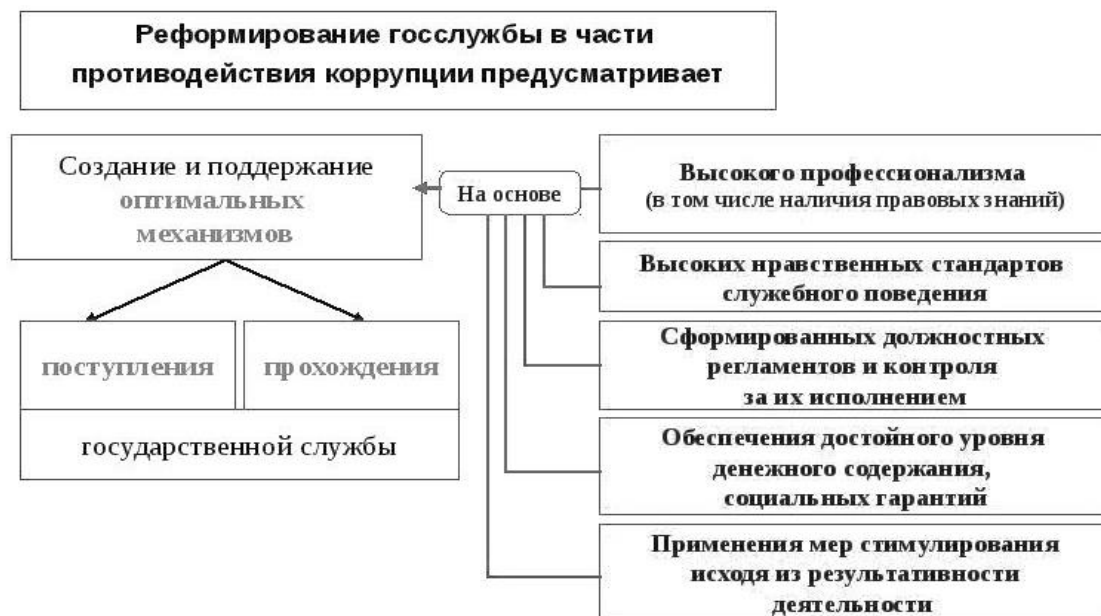 Реформирование госслужбы в части
противодействия коррупции предусматривает
Создание и поддержание
оптимальных
механизмов
поступления
прохождения
государственной службы
На основе
Высокого профессионализма
(в том числе наличия правовых знаний)
Высоких нравственных стандартов
служебного поведения
Сформированных должностных
регламентов и контроля
за их исполнением
Обеспечения достойного уровня
денежного содержания,
социальных гарантий
Применения мер стимулирования
исходя из результативности
деятельности